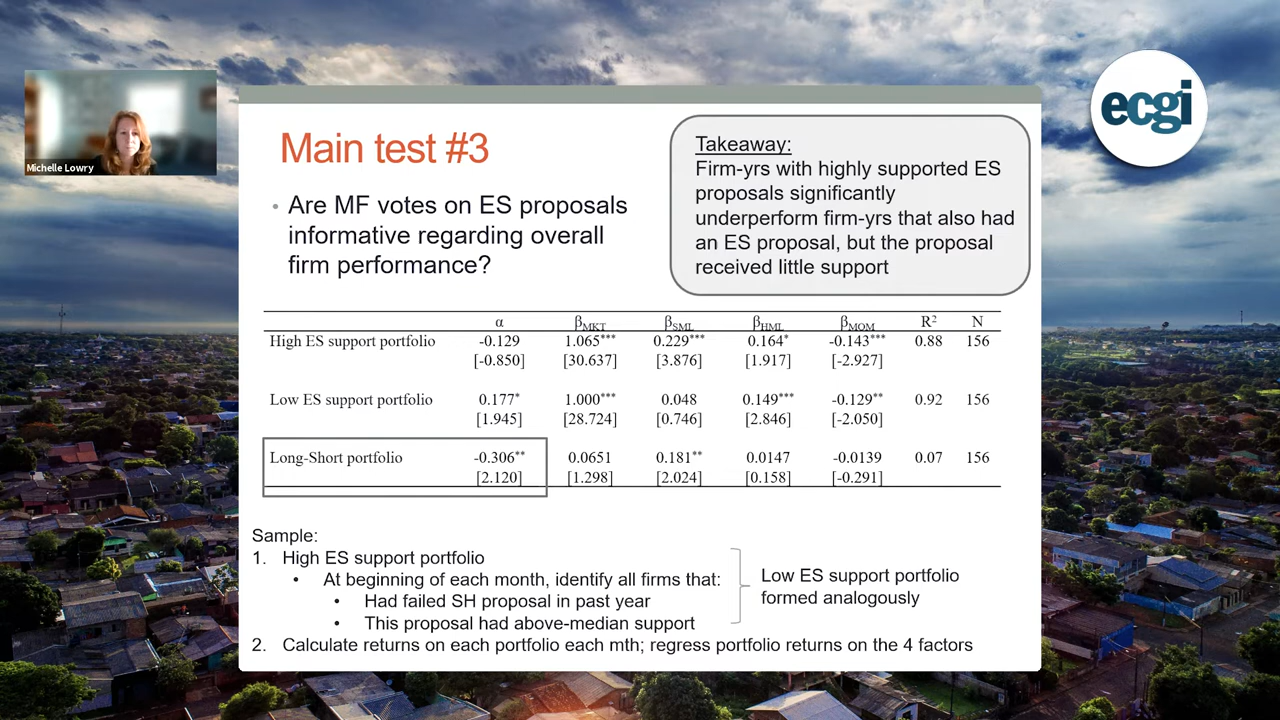 Michelle Lowry
ecgi
Main test #3
• Are MF votes on ES proposals
informative regarding overall
firm performance?
Takeaway:
Firm-yrs with highly supported ES
proposals significantly
underperform firm-yrs that also had
an ES proposal, but the proposal
received little support
α β_MKT β_SML β_HML β_MOM R² N
High ES support portfolio -0.129 1.065*** 0.229*** 0.164* -0.143*** 0.88 156
[-0.850] [30.637] [3.876] [1.917] [-2.927]
Low ES support portfolio 0.177* 1.000*** 0.048 0.149*** -0.129** 0.92 156
[1.945] [28.724] [0.746] [2.846] [-2.050]
Long-Short portfolio -0.306** 0.0651 0.181** 0.0147 -0.0139 0.07 156
[2.120] [1.298] [2.024] [0.158] [-0.291]
Sample:
1. High ES support portfolio
• At beginning of each month, identify all firms that:
• Had failed SH proposal in past year
• This proposal had above-median support
Low ES support portfolio
formed analogously
2. Calculate returns on each portfolio each mth; regress portfolio returns on the 4 factors